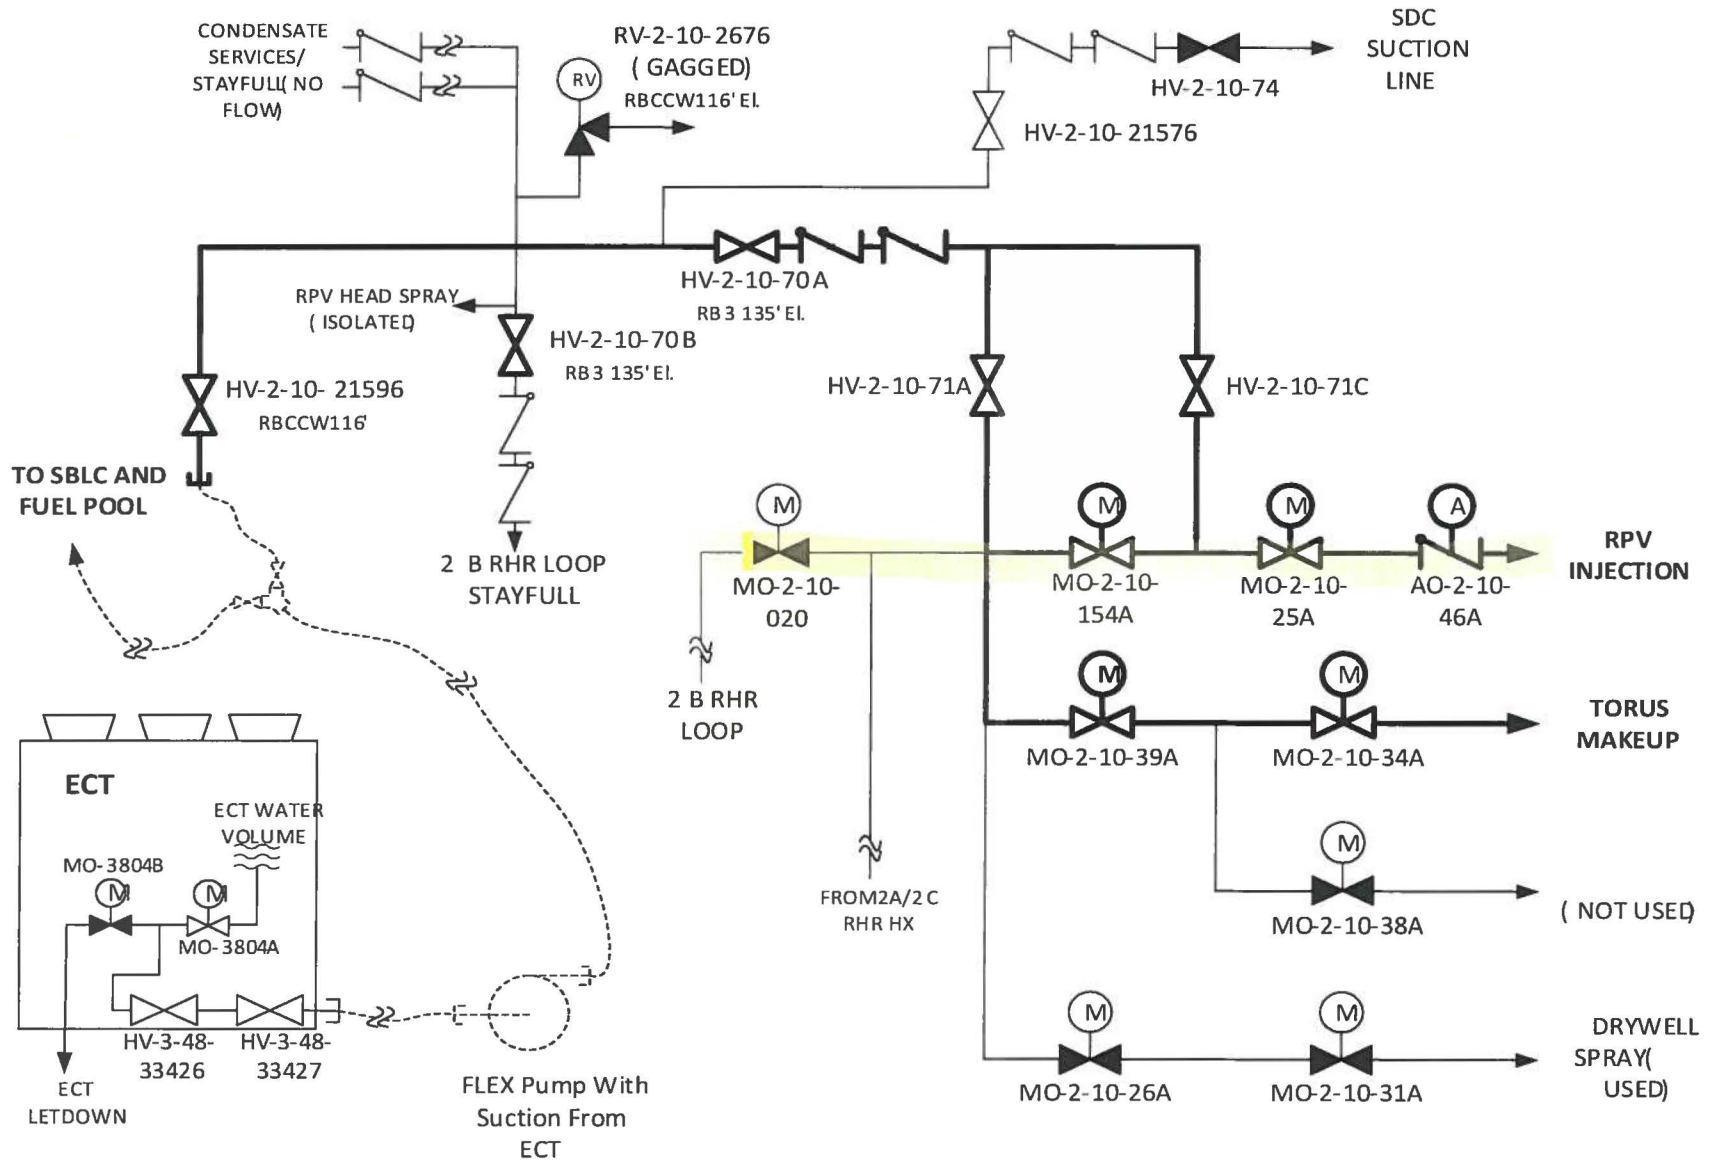 CONDENSATE
SERVICES/
STAYFULL( NO
FLOW)
RV-2-10-2676
( GAGGED)
RBCCW116' El.
RV
SDC
SUCTION
LINE
HV-2-10-74
HV-2-10- 21576
HV-2-10-70A
RB3 135' El.
RPV HEAD SPRAY
( ISOLATED)
HV-2-10-70B
RB3 135' El.
HV-2-10- 21596
RBCCW116'
HV-2-10-71A
HV-2-10-71C
TO SBLC AND
FUEL POOL
2 B RHR LOOP
STAYFULL
M
MO-2-10-
020
M
MO-2-10-
154A
M
MO-2-10-
25A
A
AO-2-10-
46A
RPV
INJECTION
2 B RHR
LOOP
M
MO-2-10-39A
M
MO-2-10-34A
TORUS
MAKEUP
ECT
ECT WATER
VOLUME
MO-3804B
M
M
MO-3804A
FROM2A/2C
RHR HX
M
MO-2-10-38A
( NOT USED)
HV-3-48-
33426
HV-3-48-
33427
ECT
LETDOWN
FLEX Pump With
Suction From
ECT
M
MO-2-10-26A
M
MO-2-10-31A
DRYWELL
SPRAY(
USED)